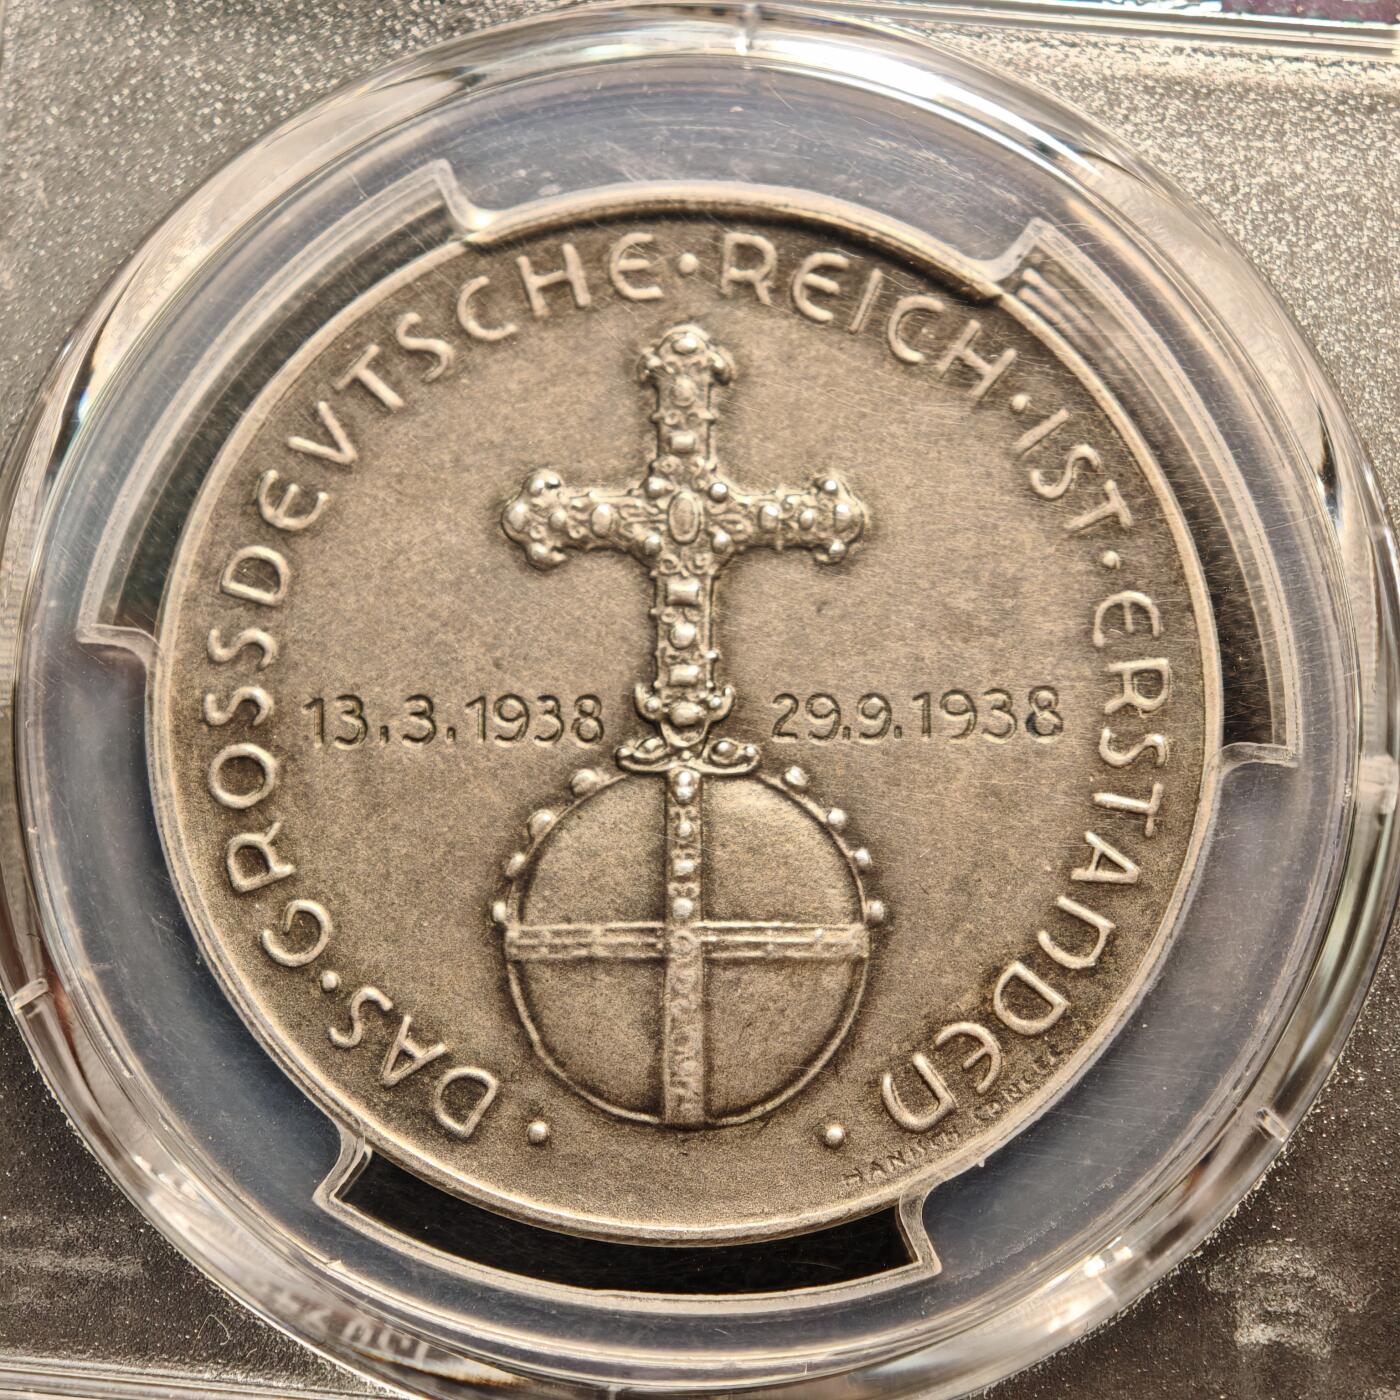 DAS·GROSSDEVTSCHE·REICH·IST·ERSTANDEN
13.3.1938 29.9.1938